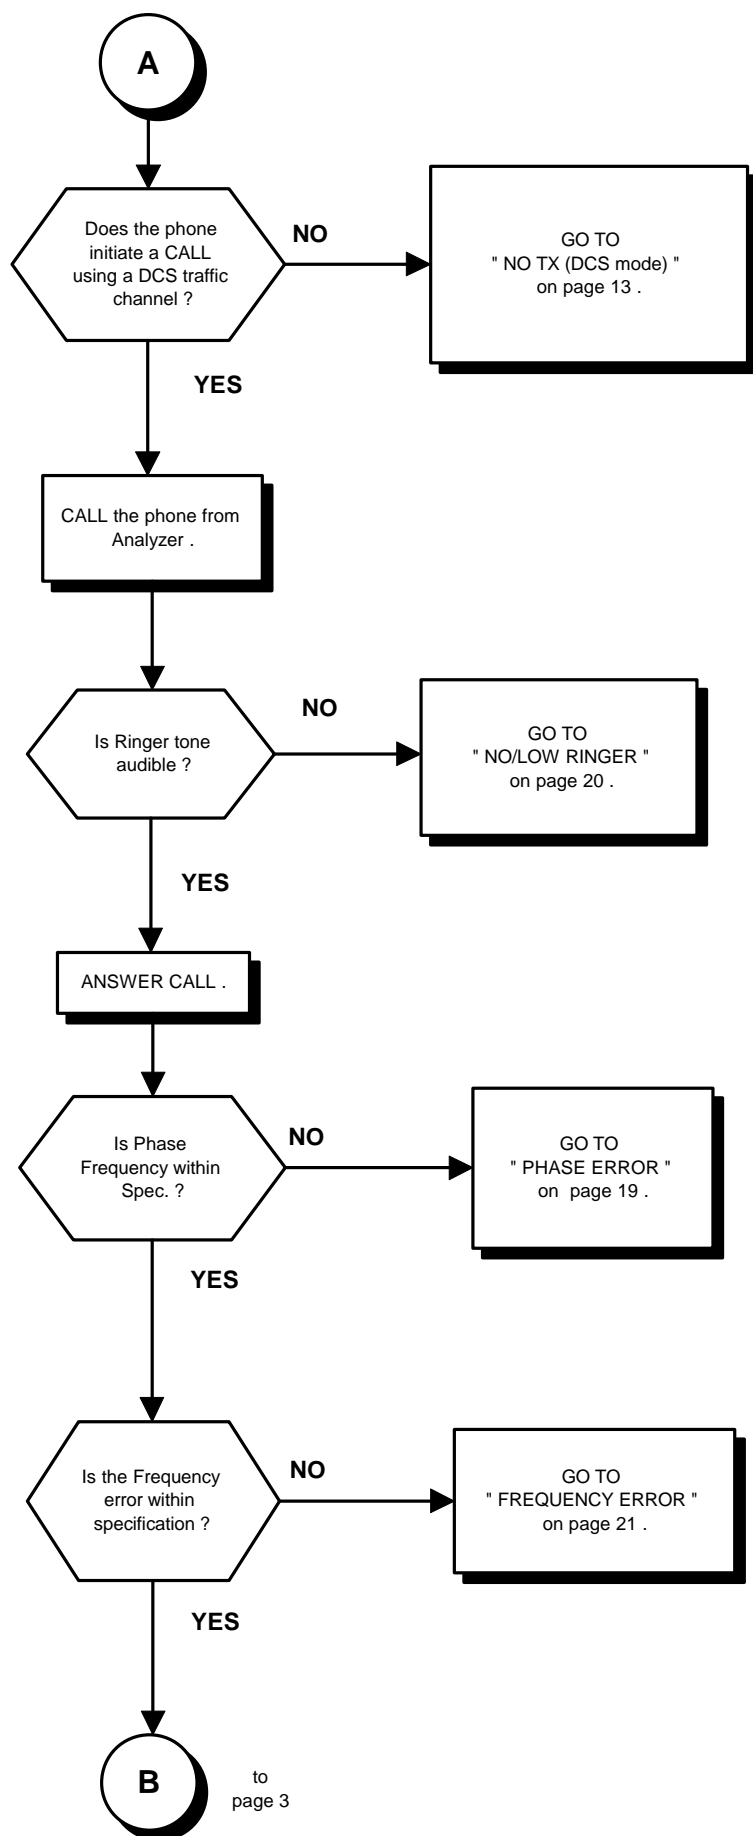 A
Does the phone
initiate a CALL
using a DCS traffic
channel ?
NO
GO TO
" NO TX (DCS mode) "
on page 13 .
YES
CALL the phone from
Analyzer .
Is Ringer tone
audible ?
NO
GO TO
" NO/LOW RINGER "
on page 20 .
YES
ANSWER CALL .
Is Phase
Frequency within
Spec. ?
NO
GO TO
" PHASE ERROR "
on page 19 .
YES
Is the Frequency
error within
specification ?
NO
GO TO
" FREQUENCY ERROR "
on page 21 .
YES
B
to
page 3